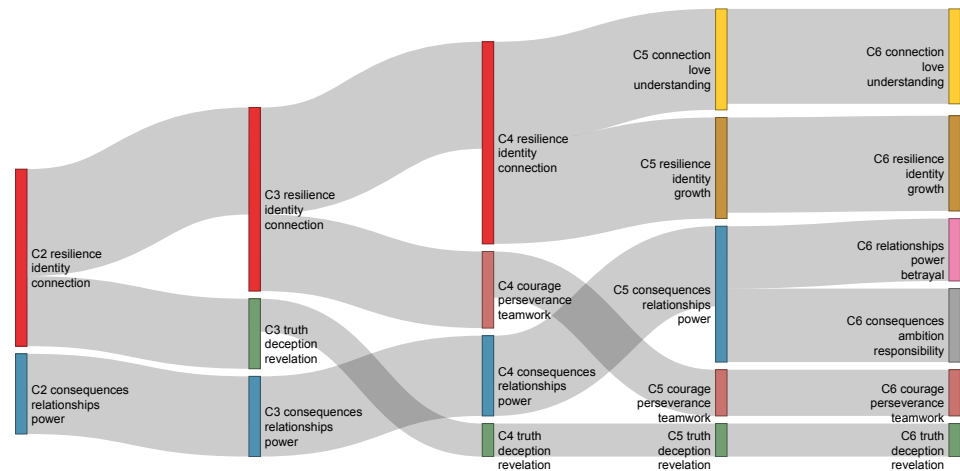 C2 resilience
identity
connection
C2 consequences
relationships
power
C3 resilience
identity
connection
C3 truth
deception
revelation
C3 consequences
relationships
power
C4 resilience
identity
connection
C4 courage
perseverance
teamwork
C4 consequences
relationships
power
C4 truth
deception
revelation
C5 connection
love
understanding
C5 resilience
identity
growth
C5 consequences
relationships
power
C5 courage
perseverance
teamwork
C5 truth
deception
revelation
C6 connection
love
understanding
C6 resilience
identity
growth
C6 relationships
power
betrayal
C6 consequences
ambition
responsibility
C6 courage
perseverance
teamwork
C6 truth
deception
revelation